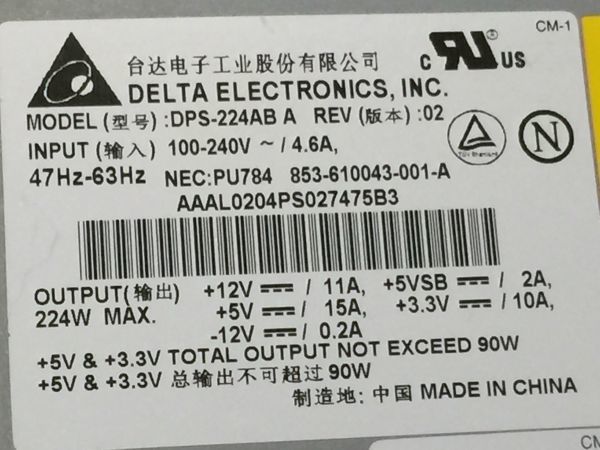 CM-1
台达电子工业股份有限公司
DELTA ELECTRONICS, INC.
c RU US
MODEL (型号) :DPS-224AB A REV (版本) :02
INPUT (输入) 100-240V ~ / 4.6A,
47Hz-63Hz NEC:PU784 853-610043-001-A
TÜV Rheinland
N
AAAL0204PS027475B3
OUTPUT(输出) +12V ⎓ / 11A, +5VSB ⎓ / 2A,
224W MAX. +5V ⎓ / 15A, +3.3V ⎓ / 10A,
-12V ⎓ / 0.2A
+5V & +3.3V TOTAL OUTPUT NOT EXCEED 90W
+5V & +3.3V 总输出不可超过 90W
制造地: 中国 MADE IN CHINA